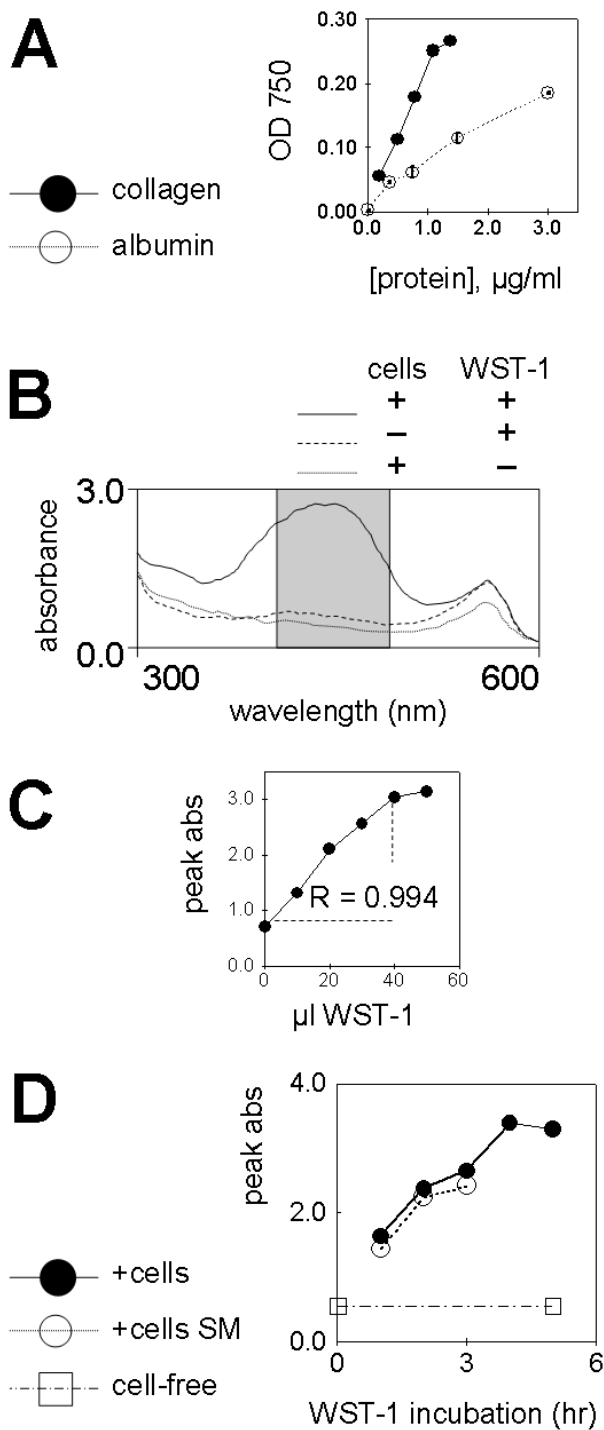 A
OD 750
0.30
0.20
0.10
0.00
0.0 1.0 2.0 3.0
[protein], µg/ml
collagen
albumin
B
cells WST-1
+ +
− +
+ −
absorbance
3.0
0.0
300 600
wavelength (nm)
C
peak abs
3.0
2.0
1.0
0.0
R = 0.994
0 20 40 60
µl WST-1
D
peak abs
4.0
2.0
0.0
0 3 6
WST-1 incubation (hr)
+cells
+cells SM
cell-free